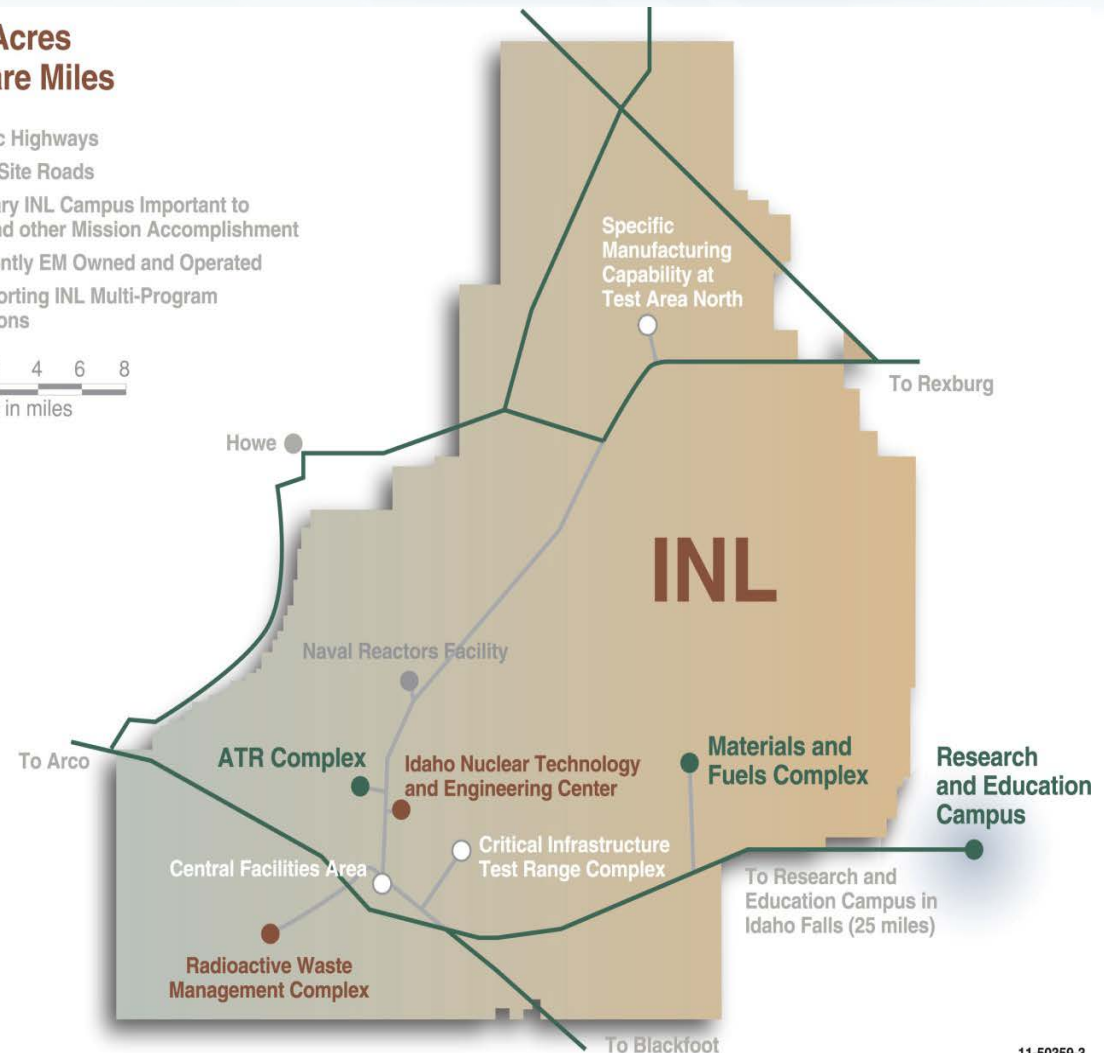 Acres
are Miles
c Highways
Site Roads
ary INL Campus Important to
nd other Mission Accomplishment
ently EM Owned and Operated
orting INL Multi-Program
ons
4 6 8
in miles
Specific
Manufacturing
Capability at
Test Area North
To Rexburg
Howe
INL
Naval Reactors Facility
To Arco
ATR Complex
Idaho Nuclear Technology
and Engineering Center
Materials and
Fuels Complex
Research
and Education
Campus
Central Facilities Area
Critical Infrastructure
Test Range Complex
To Research and
Education Campus in
Idaho Falls (25 miles)
Radioactive Waste
Management Complex
To Blackfoot
11-50359-3